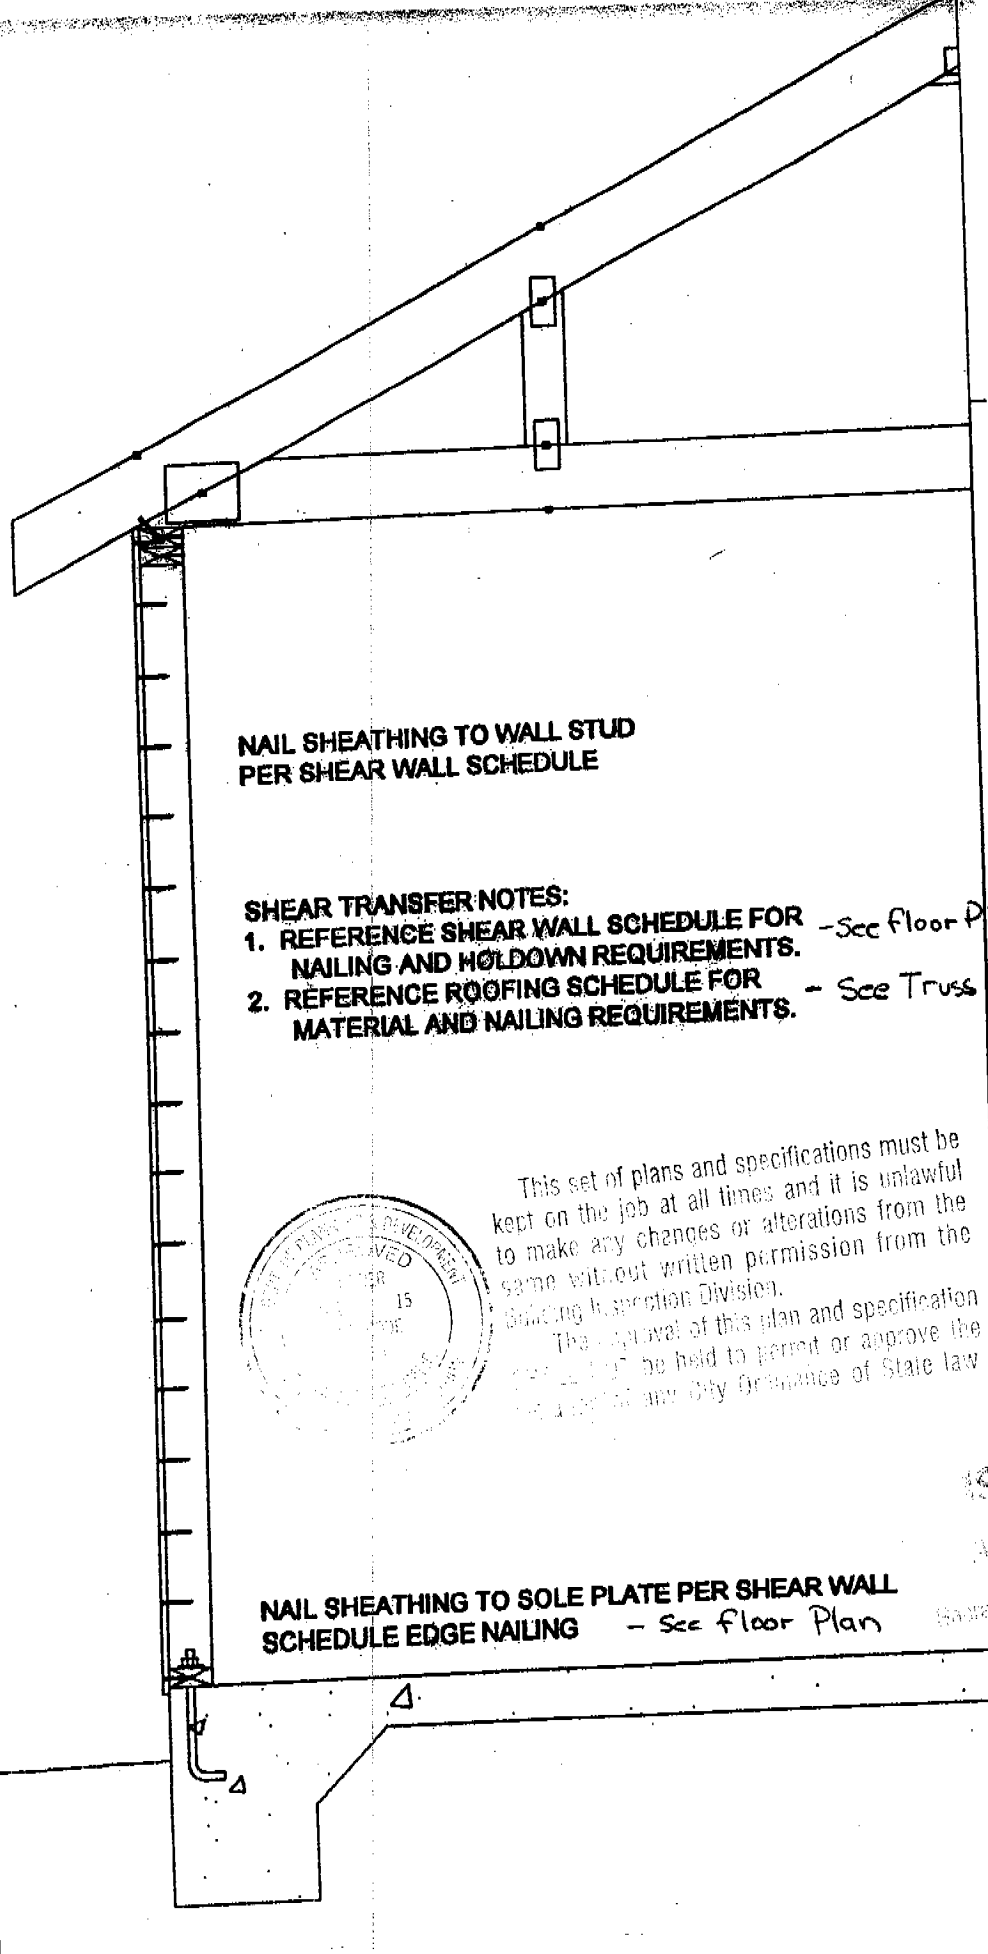 NAIL SHEATHING TO WALL STUD
PER SHEAR WALL SCHEDULE
SHEAR TRANSFER NOTES:
1. REFERENCE SHEAR WALL SCHEDULE FOR - See floor P
NAILING AND HOLDOWN REQUIREMENTS.
2. REFERENCE ROOFING SCHEDULE FOR - See Truss
MATERIAL AND NAILING REQUIREMENTS.
This set of plans and specifications must be
kept on the job at all times and it is unlawful
to make any changes or alterations from the
same without written permission from the
Building Inspection Division.
The approval of this plan and specification
be held to permit or approve the
any City Ordinance of State law
DEVELOPMENT
15
NAIL SHEATHING TO SOLE PLATE PER SHEAR WALL
SCHEDULE EDGE NAILING - See floor Plan